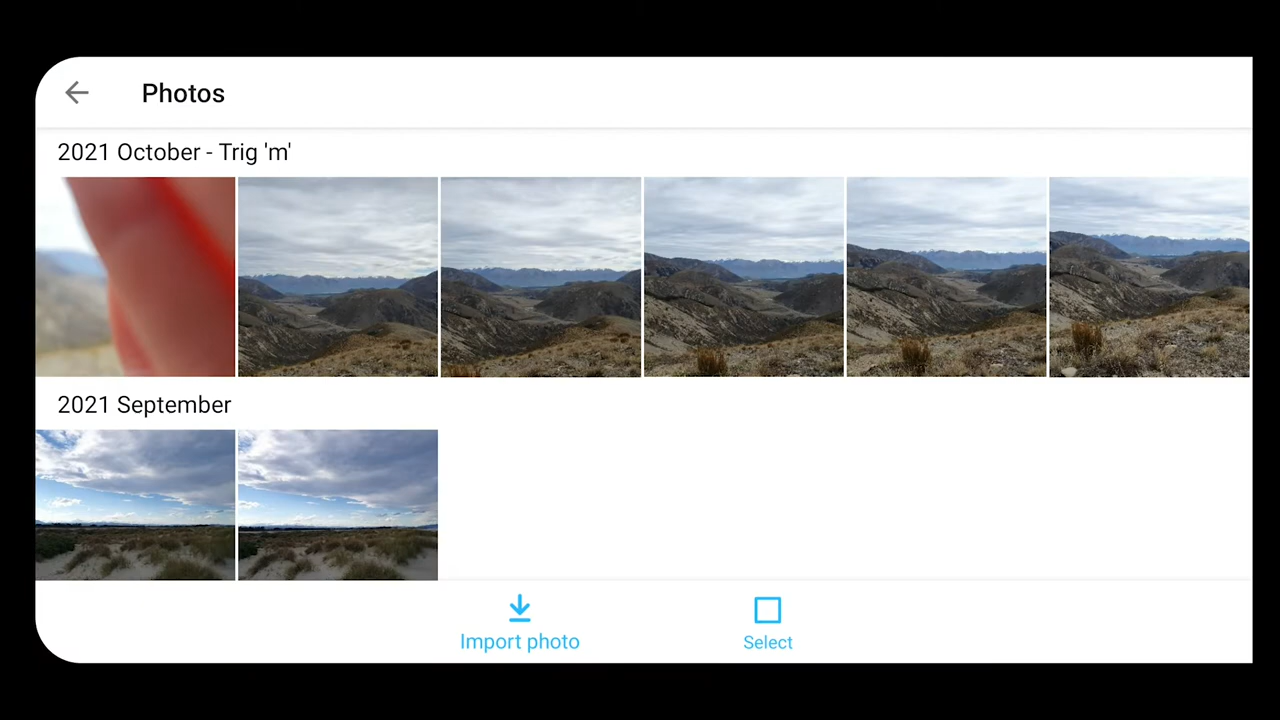 Photos
2021 October - Trig 'm'
2021 September
Import photo
Select